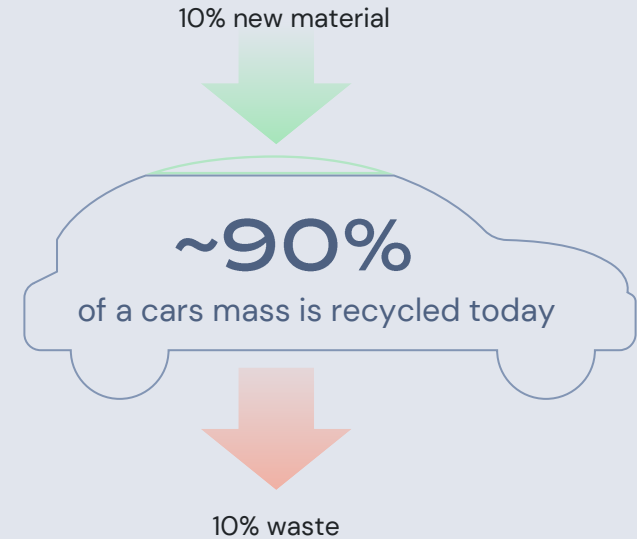 10% new material
~90%
of a cars mass is recycled today
10% waste